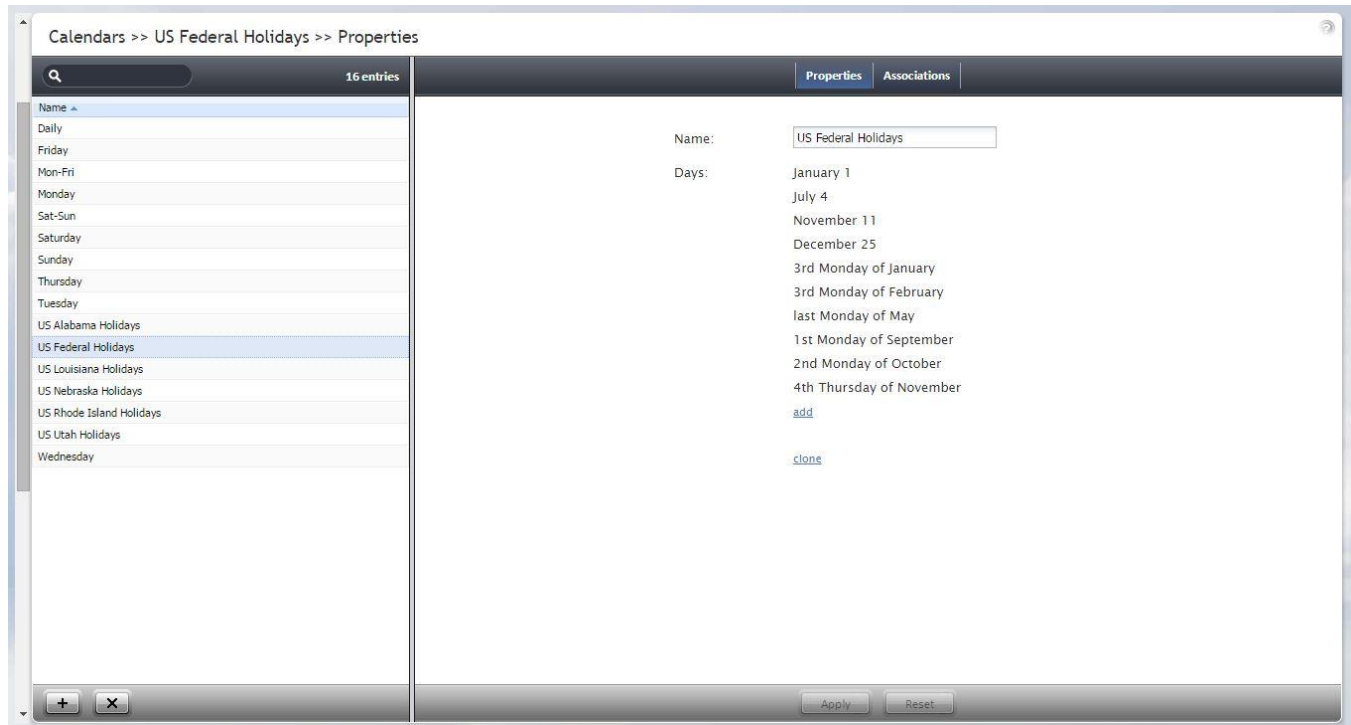 Calendars >> US Federal Holidays >> Properties
16 entries
Properties Associations
Name
Daily
Friday
Mon-Fri
Monday
Sat-Sun
Saturday
Sunday
Thursday
Tuesday
US Alabama Holidays
US Federal Holidays
US Louisiana Holidays
US Nebraska Holidays
US Rhode Island Holidays
US Utah Holidays
Wednesday
Name: US Federal Holidays
Days: January 1
July 4
November 11
December 25
3rd Monday of January
3rd Monday of February
last Monday of May
1st Monday of September
2nd Monday of October
4th Thursday of November
add
clone
Apply Reset